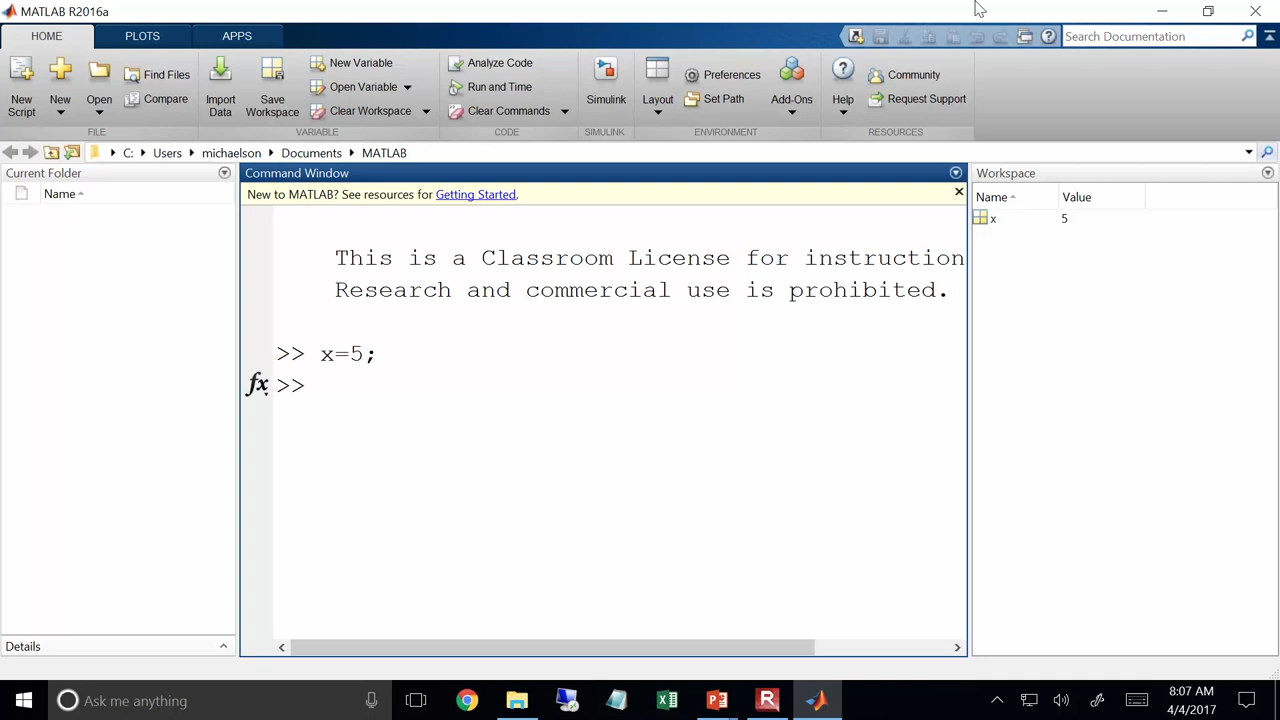 MATLAB R2016a
HOME PLOTS APPS Search Documentation
New Script New Open Find Files Compare Import Data Save Workspace New Variable Open Variable Clear Workspace Analyze Code Run and Time Clear Commands Simulink Layout Preferences Set Path Add-Ons Help Community Request Support
FILE VARIABLE CODE SIMULINK ENVIRONMENT RESOURCES
C: Users michaelson Documents MATLAB
Current Folder Command Window Workspace
Name New to MATLAB? See resources for Getting Started. Name Value
x 5
This is a Classroom License for instruction
Research and commercial use is prohibited.
>> x=5;
fx >>
Details
Ask me anything 8:07 AM
4/4/2017